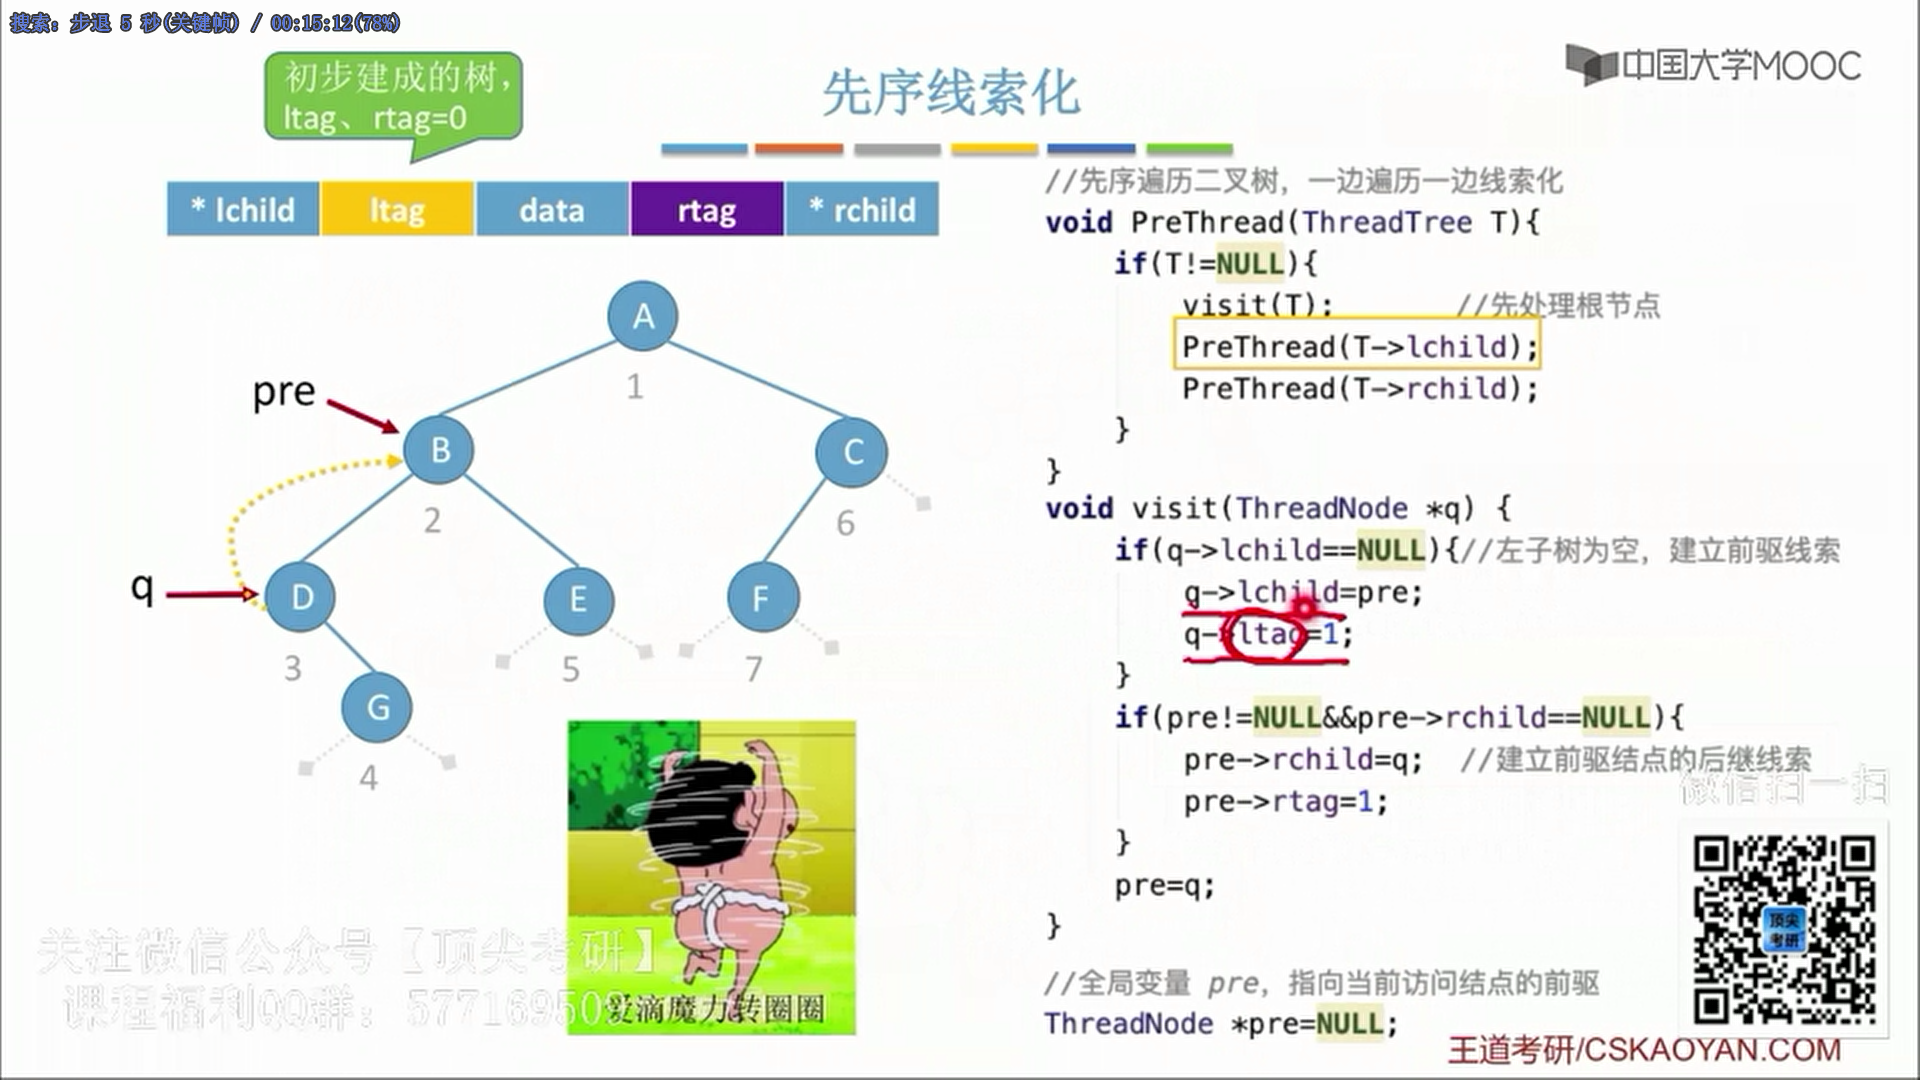 搜索: 步退 5 秒(关键帧) / 00:15:12(78%)
初步建成的树,
ltag、rtag=0
先序线索化
中国大学MOOC
* lchild ltag data rtag * rchild
A
1
pre
B
2
C
6
q
D
3
E
5
F
7
G
4
//先序遍历二叉树，一边遍历一边线索化
void PreThread(ThreadTree T){
if(T!=NULL){
visit(T); //先处理根节点
PreThread(T->lchild);
PreThread(T->rchild);
}
}
void visit(ThreadNode *q) {
if(q->lchild==NULL){//左子树为空，建立前驱线索
q->lchild=pre;
q->ltag=1;
}
if(pre!=NULL&&pre->rchild==NULL){
pre->rchild=q; //建立前驱结点的后继线索
pre->rtag=1;
}
pre=q;
}
//全局变量 pre，指向当前访问结点的前驱
ThreadNode *pre=NULL;
微信扫一扫
顶尖
考研
关注微信公众号【顶尖考研】
课程福利QQ群：577169509
爱滴魔力转圈圈
王道考研/CSKAOYAN.COM